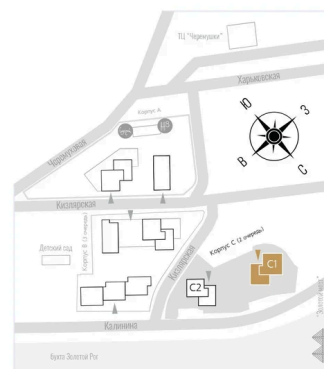 ТЦ "Черемушки"
Харьковская
Корпус А
Черемуховая
Ю
З
В
С
Кизлярская
Корпус В (3 очередь)
Детский сад
Кизлярская
Корпус С (2 очередь)
С1
С2
Калинина
бухта Золотой Рог